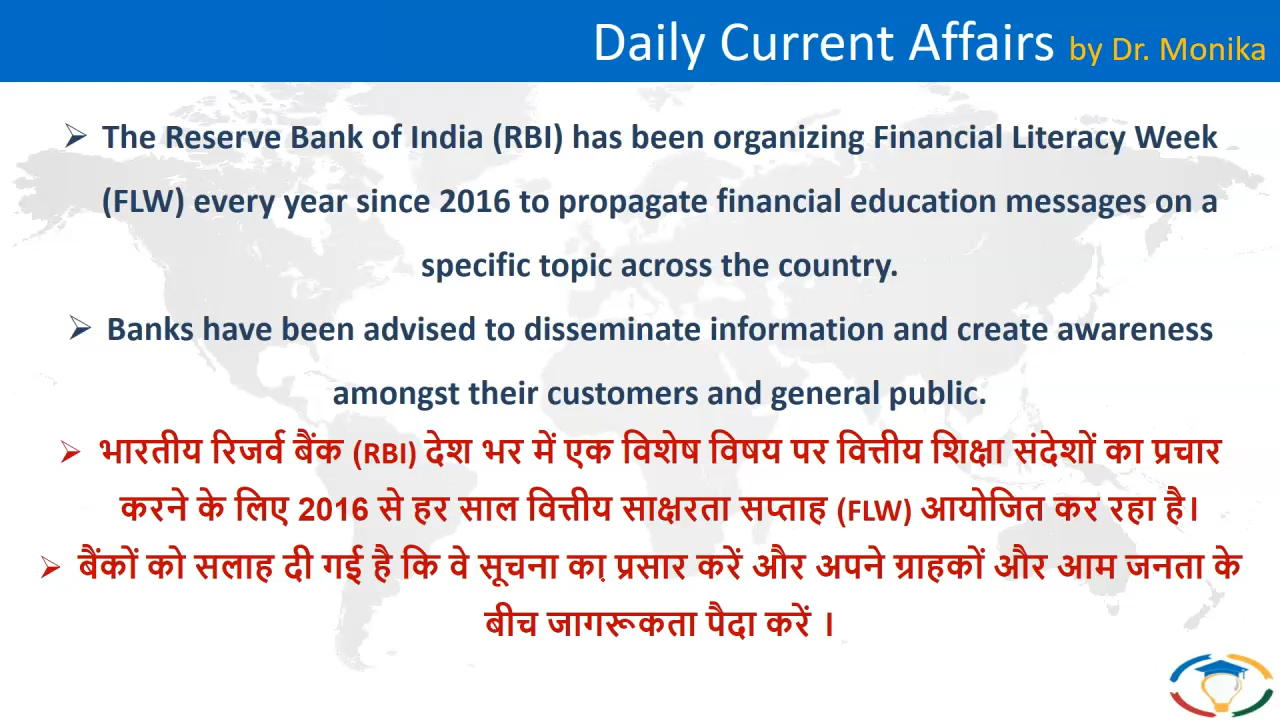 Daily Current Affairs by Dr. Monika
➢ The Reserve Bank of India (RBI) has been organizing Financial Literacy Week
(FLW) every year since 2016 to propagate financial education messages on a
specific topic across the country.
➢ Banks have been advised to disseminate information and create awareness
amongst their customers and general public.
➢ भारतीय रिजर्व बैंक (RBI) देश भर में एक विशेष विषय पर वित्तीय शिक्षा संदेशों का प्रचार
करने के लिए 2016 से हर साल वित्तीय साक्षरता सप्ताह (FLW) आयोजित कर रहा है।
➢ बैंकों को सलाह दी गई है कि वे सूचना का़ प्रसार करें और अपने ग्राहकों और आम जनता के
बीच जागरूकता पैदा करें ।